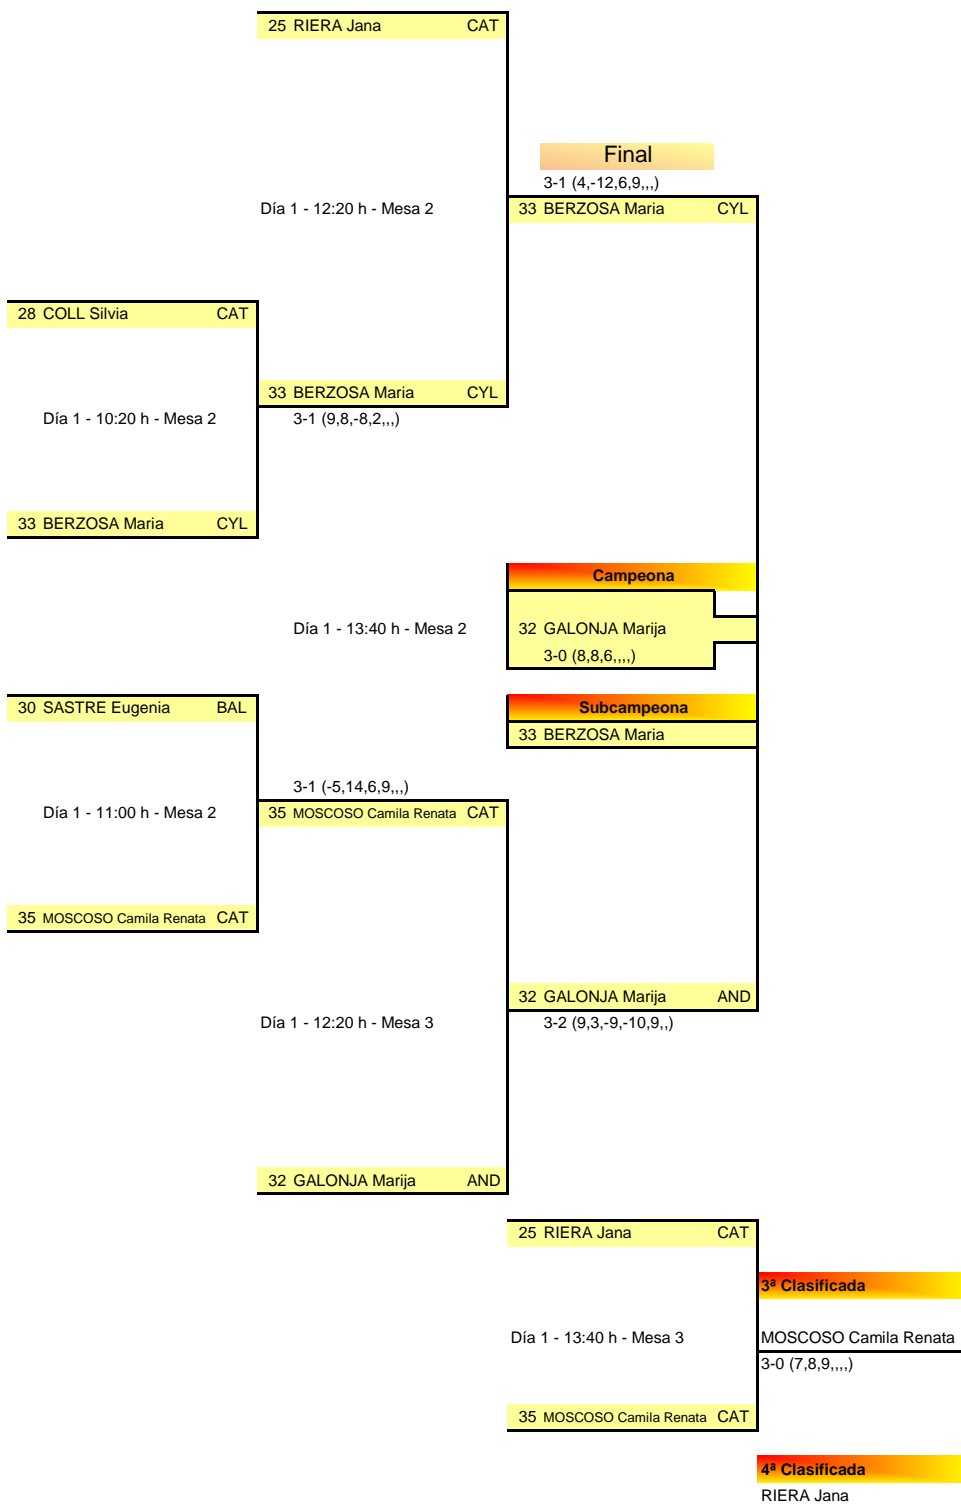 25 RIERA Jana CAT
Final
3-1 (4,-12,6,9,,,)
Día 1 - 12:20 h - Mesa 2
33 BERZOSA Maria CYL
28 COLL Silvia CAT
33 BERZOSA Maria CYL
Día 1 - 10:20 h - Mesa 2
3-1 (9,8,-8,2,,,)
33 BERZOSA Maria CYL
Campeona
Día 1 - 13:40 h - Mesa 2
32 GALONJA Marija
3-0 (8,8,6,,,,)
30 SASTRE Eugenia BAL
Subcampeona
33 BERZOSA Maria
3-1 (-5,14,6,9,,,)
Día 1 - 11:00 h - Mesa 2
35 MOSCOSO Camila Renata CAT
35 MOSCOSO Camila Renata CAT
32 GALONJA Marija AND
Día 1 - 12:20 h - Mesa 3
3-2 (9,3,-9,-10,9,,)
32 GALONJA Marija AND
25 RIERA Jana CAT
3ª Clasificada
Día 1 - 13:40 h - Mesa 3
MOSCOSO Camila Renata
3-0 (7,8,9,,,,)
35 MOSCOSO Camila Renata CAT
4ª Clasificada
RIERA Jana